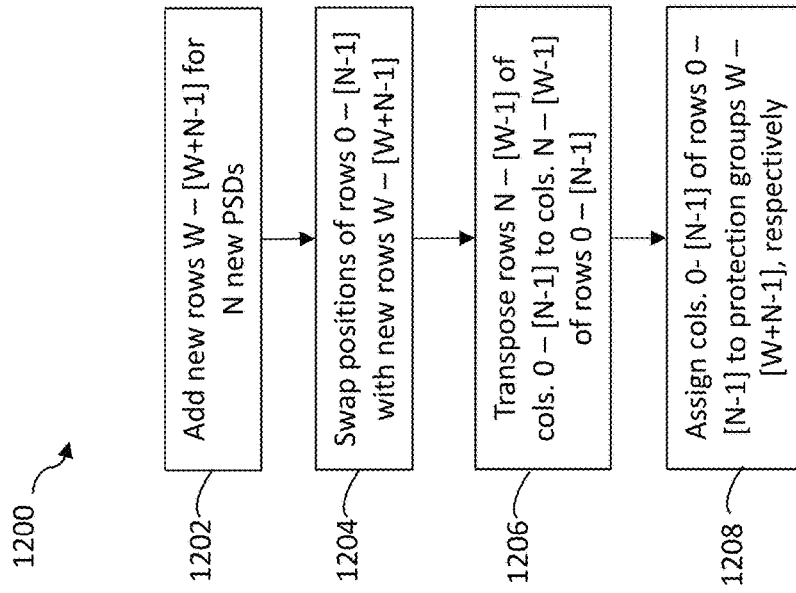 1200
1202
Add new rows W – [W+N-1] for
N new PSDs
1204
Swap positions of rows 0 – [N-1]
with new rows W – [W+N-1]
1206
Transpose rows N – [W-1] of
cols. 0 – [N-1] to cols. N – [W-1]
of rows 0 – [N-1]
1208
Assign cols. 0- [N-1] of rows 0 –
[N-1] to protection groups W –
[W+N-1], respectively